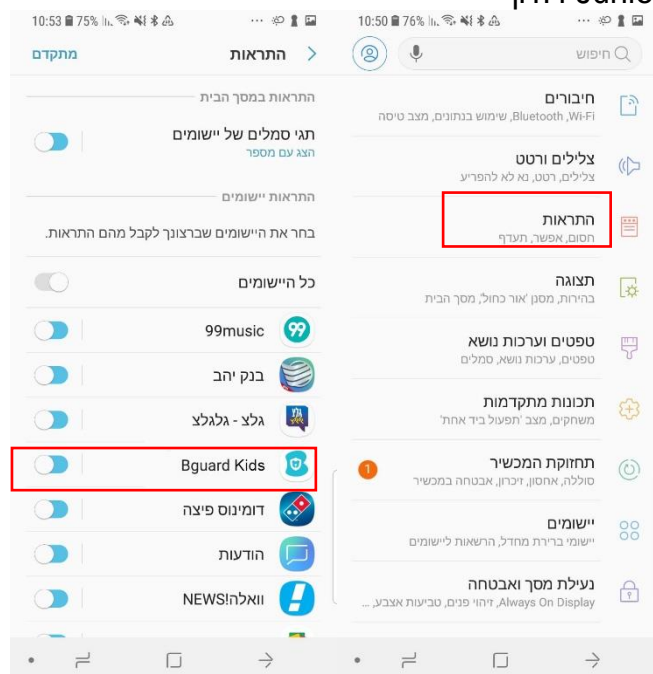 10:50 76%
חיפוש
חיבורים
Wi-Fi, ‏Bluetooth, שימוש בנתונים, מצב טיסה
צלילים ורטט
צלילים, רטט, נא לא להפריע
התראות
חסום, אפשר, תעדף
תצוגה
בהירות, מסנן 'אור כחול', מסך הבית
טפטים וערכות נושא
טפטים, ערכות נושא, סמלים
תכונות מתקדמות
משחקים, מצב 'תפעול ביד אחת'
תחזוקת המכשיר
1
סוללה, אחסון, זיכרון, אבטחה במכשיר
יישומים
יישומי ברירת מחדל, הרשאות ליישומים
נעילת מסך ואבטחה
Always On Display, זיהוי פנים, טביעות אצבע, ...
10:53 75%
התראות
מתקדם
התראות במסך הבית
תגי סמלים של יישומים
הצג עם מספר
התראות יישומים
בחר את היישומים שברצונך לקבל מהם התראות.
כל היישומים
99music
בנק יהב
גלצ - גלגלצ
Bguard Kids
דומינוס פיצה
הודעות
וואלה!NEWS